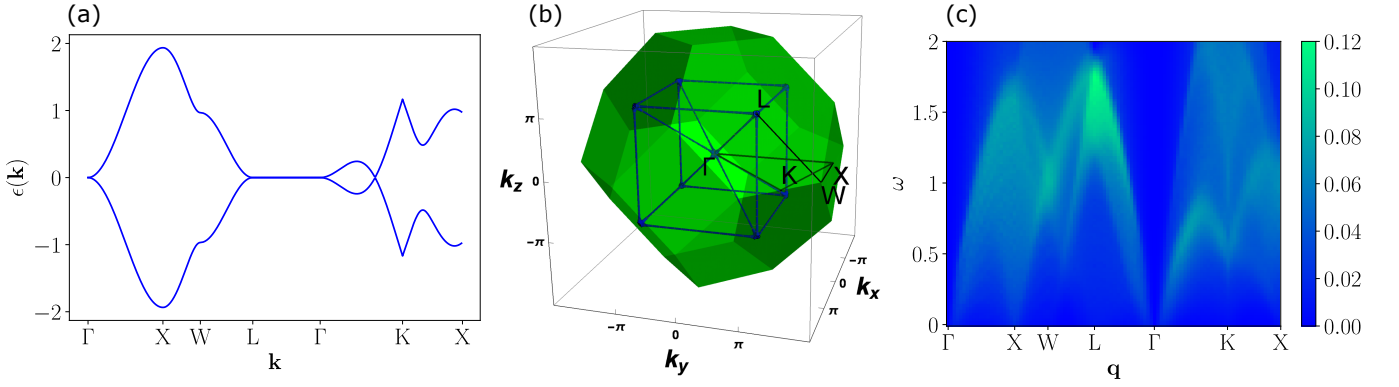 (a)
2
1
0
−1
−2
ϵ(k)
Γ X W L Γ K X
k
(b)
π
0
−π
k_z
L
Γ
K X
W
−π 0 π
k_y
−π
0
π
k_x
(c)
2
1.5
1
0.5
0
ω
Γ X W L Γ K X
q
0.12
0.10
0.08
0.06
0.04
0.02
0.00